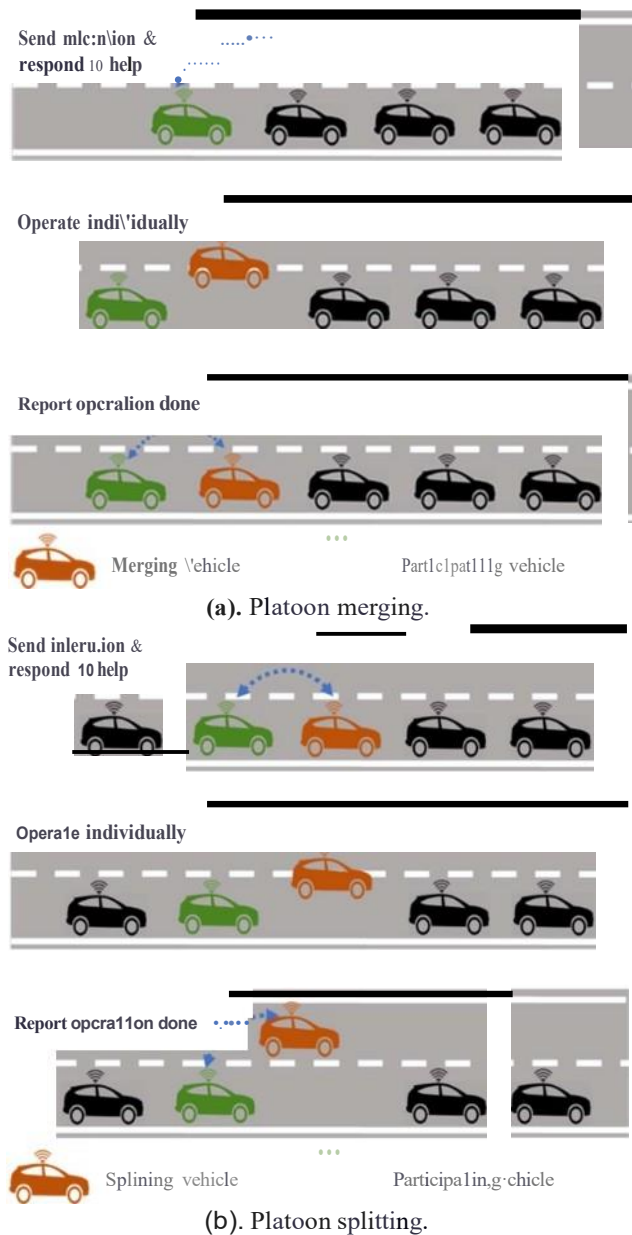 Send mlc:n\ion &
respond 10 help
Operate indi\'idually
Report opcralion done
Merging \'ehicle Part1c1pat111g vehicle
(a). Platoon merging.
Send inleru.ion &
respond 10 help
Opera1e individually
Report opcra11on done
Splining vehicle Participa1in,g·chicle
(b). Platoon splitting.